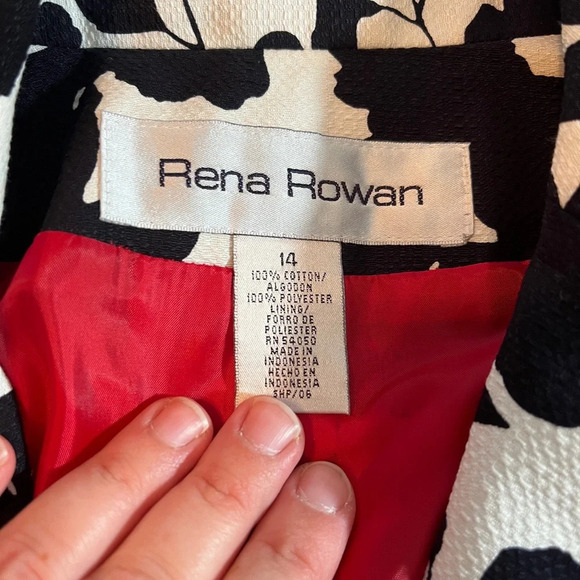 Rena Rowan
14
100% COTTON/
ALGODON
100% POLYESTER
LINING/
FORRO DE
POLIESTER
RN 54050
MADE IN
INDONESIA
HECHO EN
INDONESIA
SHP/06